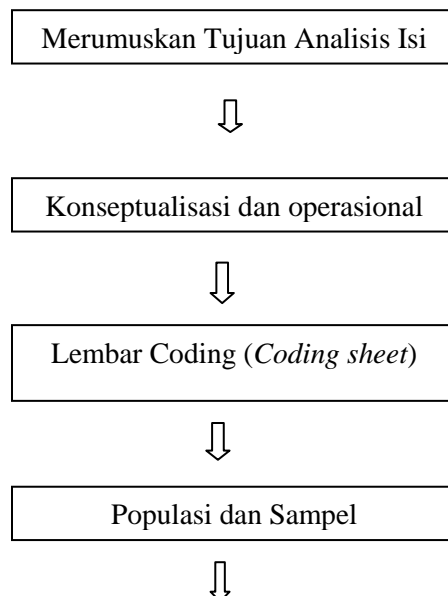 Merumuskan Tujuan Analisis Isi
Konseptualisasi dan operasional
Lembar Coding (Coding sheet)
Populasi dan Sampel